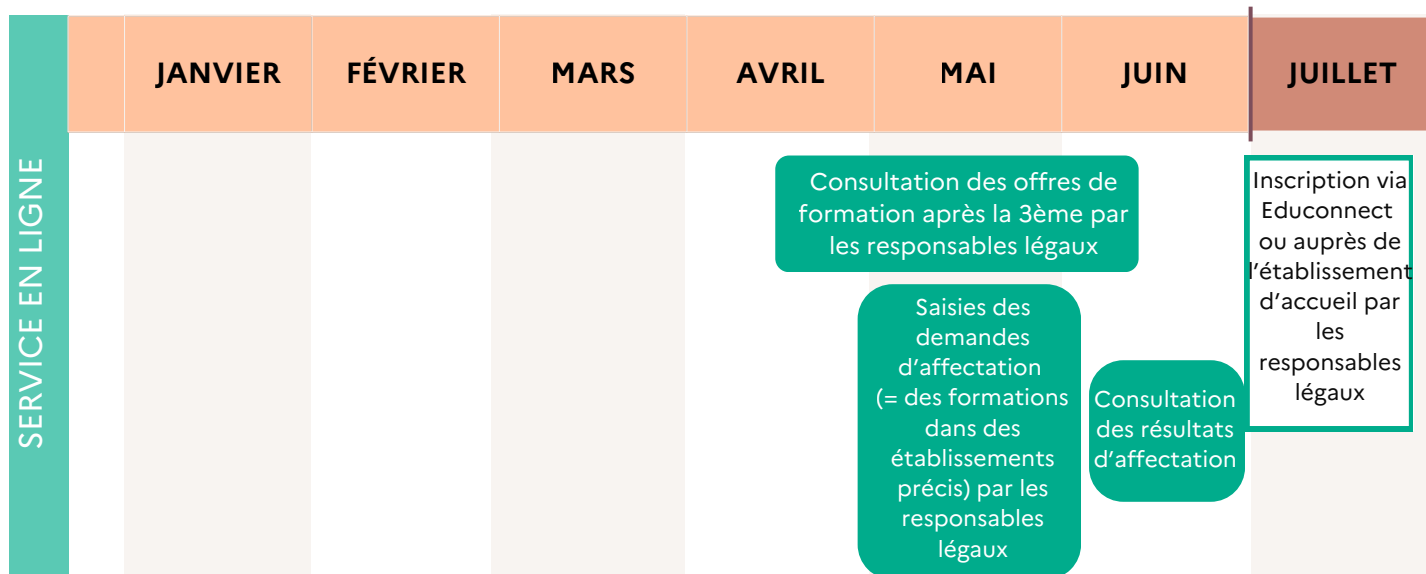 JANVIER
FÉVRIER
MARS
AVRIL
MAI
JUIN
JUILLET
SERVICE EN LIGNE
Consultation des offres de
formation après la 3ème par
les responsables légaux
Saisies des
demandes
d'affectation
(= des formations
dans des
établissements
précis) par les
responsables
légaux
Consultation
des résultats
d'affectation
Inscription via
Educonnect
ou auprès de
l'établissement
d'accueil par
les
responsables
légaux